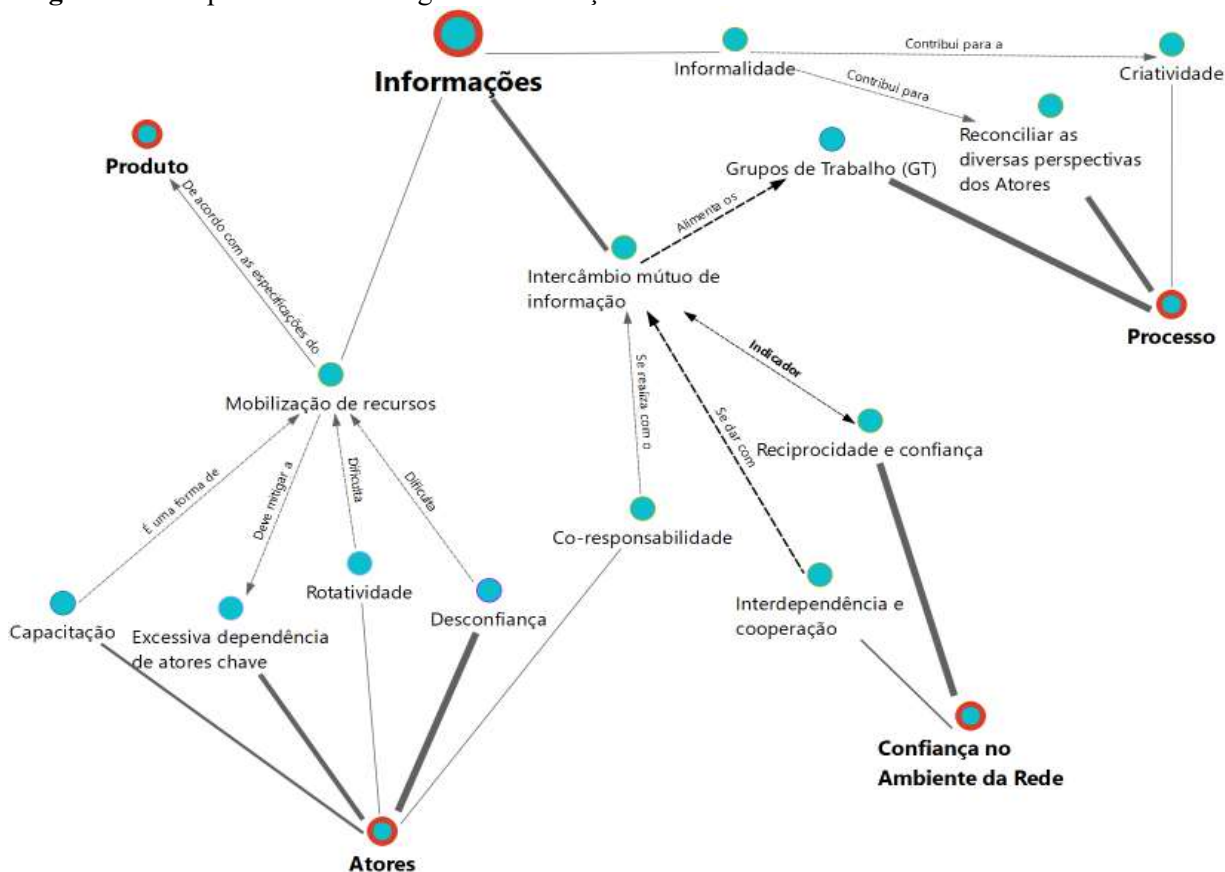 Informações
Informalidade
Contribui para a
Criatividade
Contribui para
Reconciliar as
diversas perspectivas
dos Atores
Produto
Grupos de Trabalho (GT)
De acordo com as especificações do
Alimenta os
Intercâmbio mútuo de
informação
Processo
Mobilização de recursos
Se realiza com o
Indicador
Se dar com
Reciprocidade e confiança
É uma forma de
Deve mitigar a
Dificulta
Dificulta
Co-responsabilidade
Capacitação
Excessiva dependência
de atores chave
Rotatividade
Desconfiança
Interdependência e
cooperação
Confiança no
Ambiente da Rede
Atores